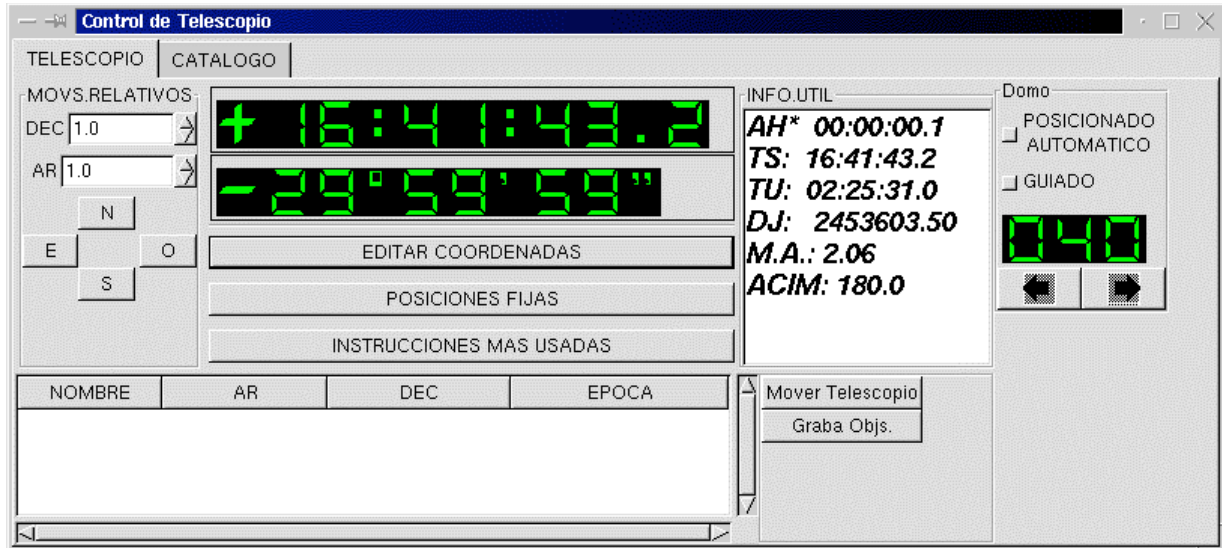 Control de Telescopio
TELESCOPIO
CATALOGO
MOVS.RELATIVOS
DEC 1.0
AR 1.0
N
E
O
S
+ 16:41:43.2
-29°59'59"
EDITAR COORDENADAS
POSICIONES FIJAS
INSTRUCCIONES MAS USADAS
INFO.UTIL
AH* 00:00:00.1
TS: 16:41:43.2
TU: 02:25:31.0
DJ: 2453603.50
M.A.: 2.06
ACIM: 180.0
Domo
POSICIONADO
AUTOMATICO
GUIADO
040
NOMBRE AR DEC EPOCA
Mover Telescopio
Graba Objs.